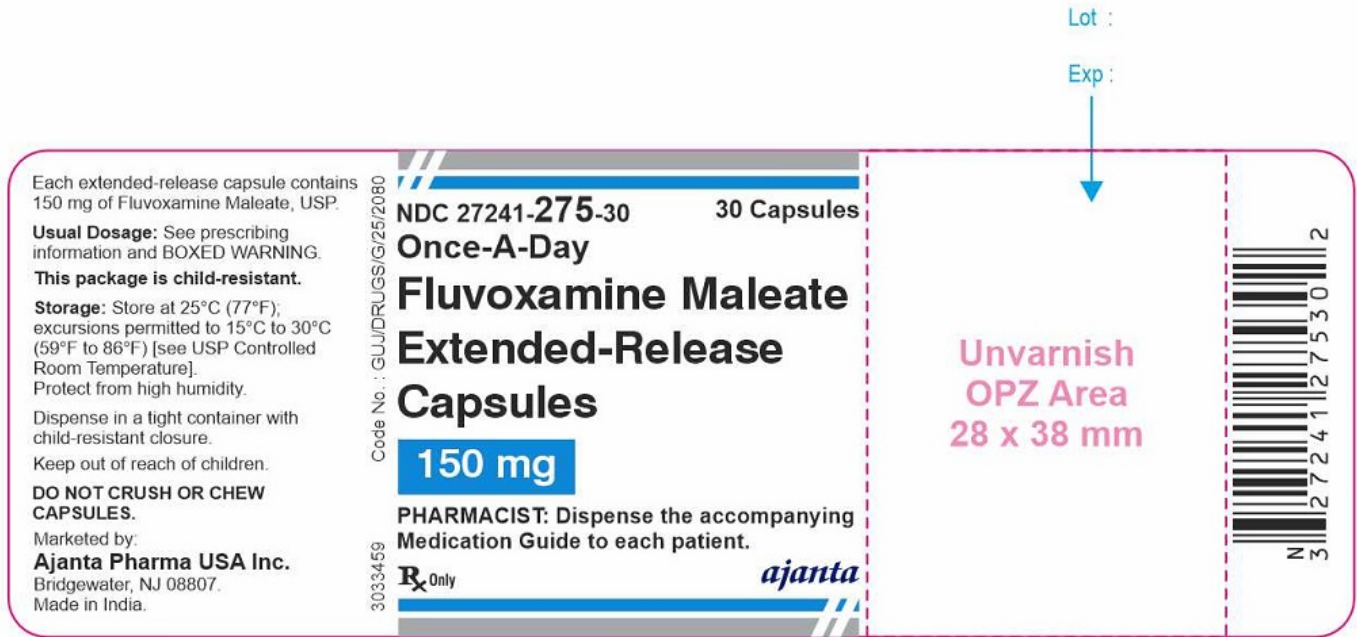 Lot :
Exp :
Each extended-release capsule contains
150 mg of Fluvoxamine Maleate, USP.
Usual Dosage: See prescribing
information and BOXED WARNING.
This package is child-resistant.
Storage: Store at 25°C (77°F);
excursions permitted to 15°C to 30°C
(59°F to 86°F) [see USP Controlled
Room Temperature].
Protect from high humidity.
Dispense in a tight container with
child-resistant closure.
Keep out of reach of children.
DO NOT CRUSH OR CHEW
CAPSULES.
Marketed by:
Ajanta Pharma USA Inc.
Bridgewater, NJ 08807.
Made in India.
Code No. : GUJ/DRUGS/G/25/2080
3033459
NDC 27241-275-30 30 Capsules
Once-A-Day
Fluvoxamine Maleate
Extended-Release
Capsules
150 mg
PHARMACIST: Dispense the accompanying
Medication Guide to each patient.
Rx Only
ajanta
Unvarnish
OPZ Area
28 x 38 mm
N
3 27241 27530 2